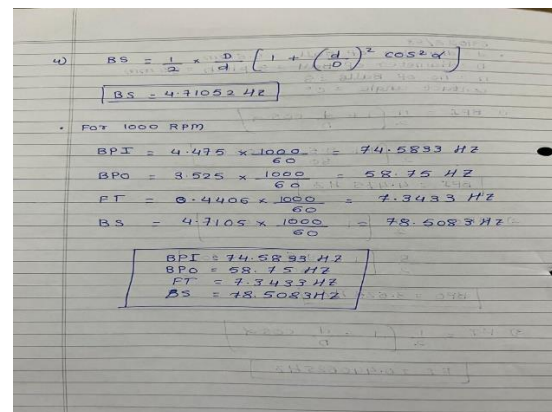 4) BS = 1/2 × D/d [ 1 + (d/D)² cos² α ]
BS = 4.71052 HZ
• For 1000 RPM
BPI = 4.475 × 1000/60 = 74.5833 HZ
BPO = 3.525 × 1000/60 = 58.75 HZ
FT = 0.4406 × 1000/60 = 7.3433 HZ
BS = 4.7105 × 1000/60 = 78.5083 HZ
BPI = 74.5833 HZ
BPO = 58.75 HZ
FT = 7.3433 HZ
BS = 78.5083HZ